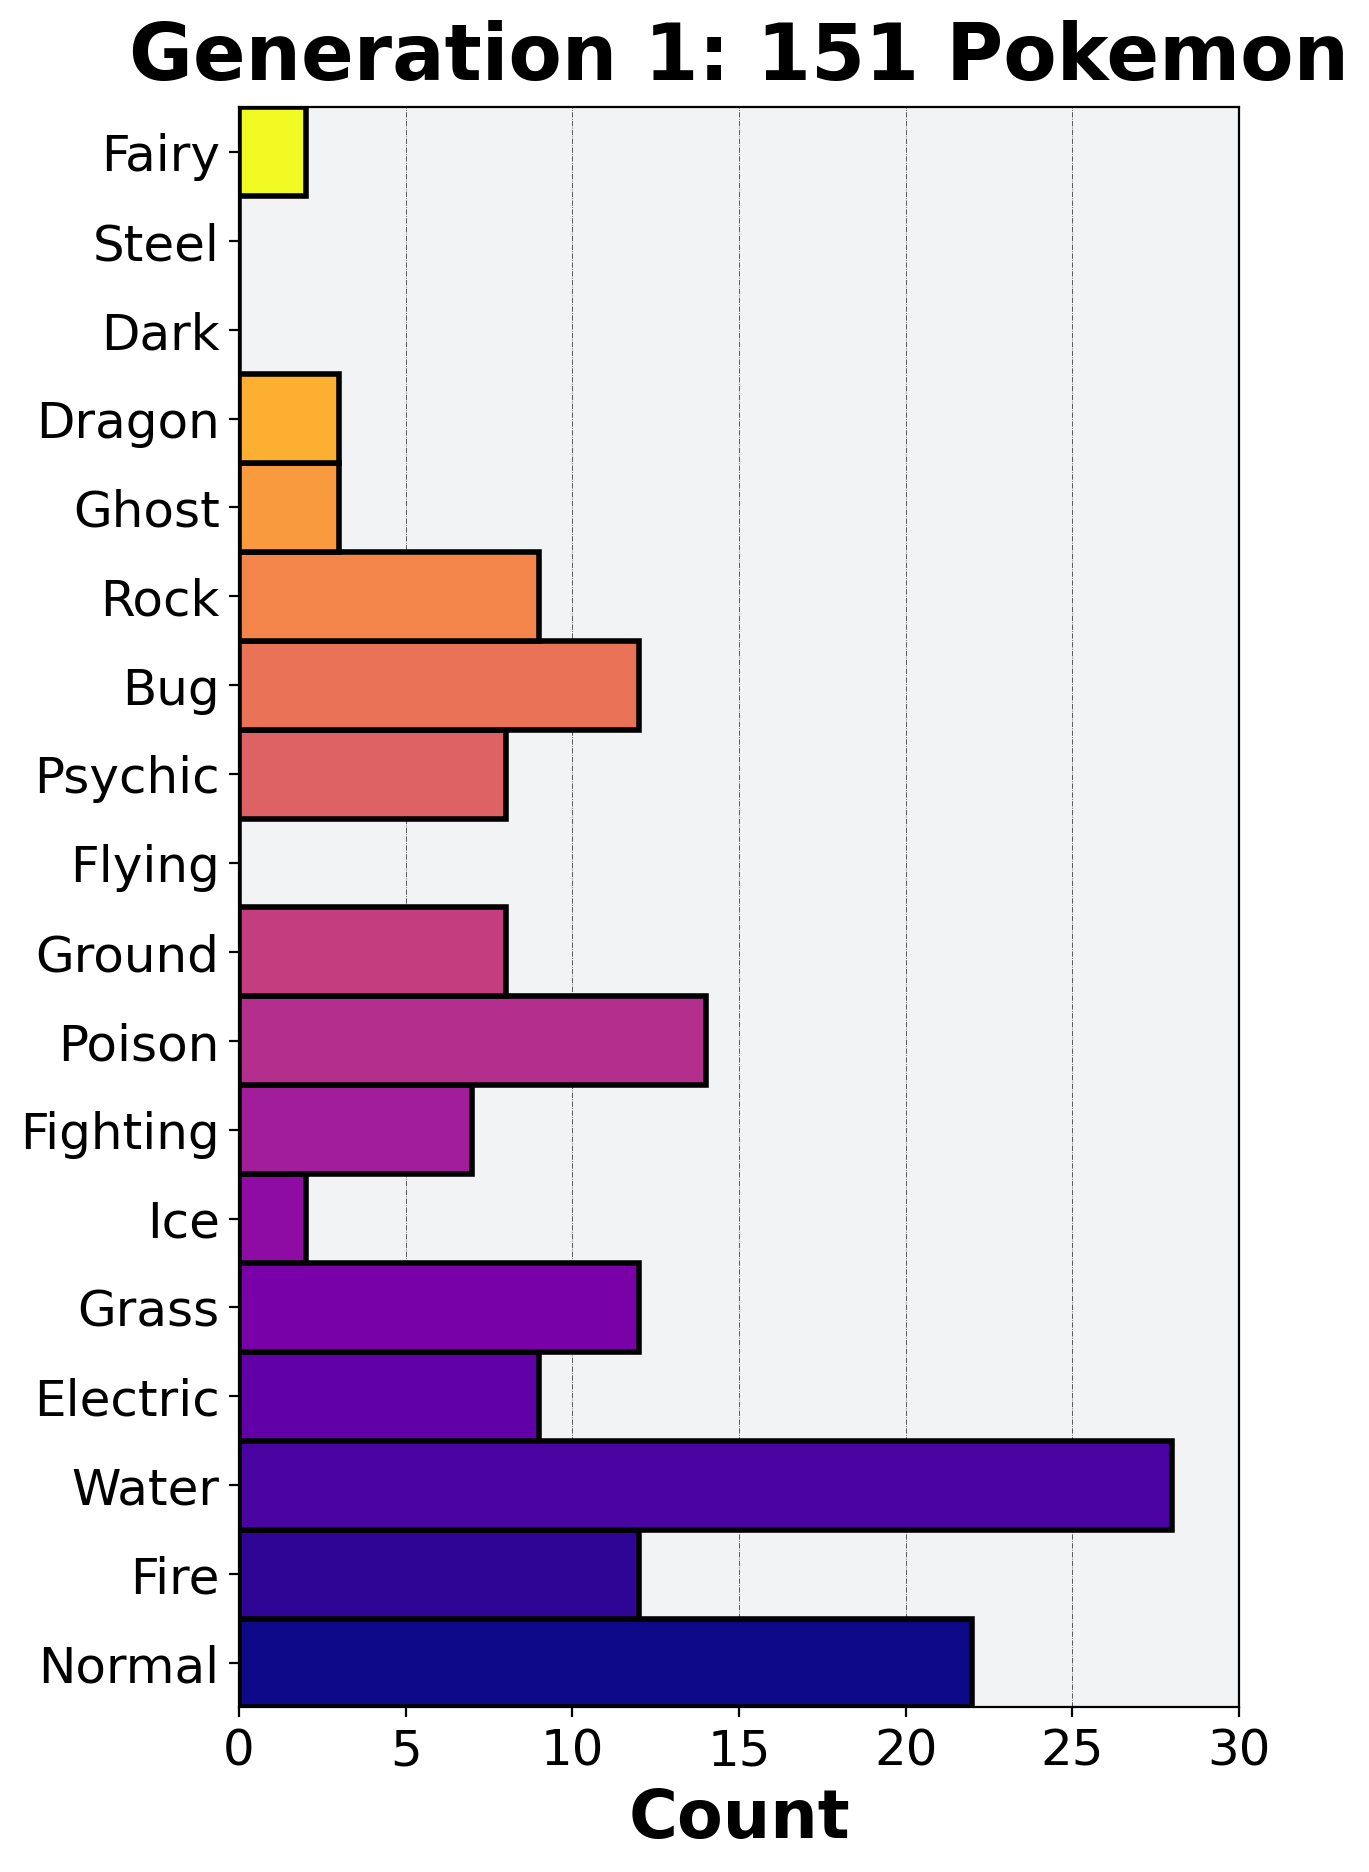 Generation 1: 151 Pokemon
Fairy
Steel
Dark
Dragon
Ghost
Rock
Bug
Psychic
Flying
Ground
Poison
Fighting
Ice
Grass
Electric
Water
Fire
Normal
0 5 10 15 20 25 30
Count